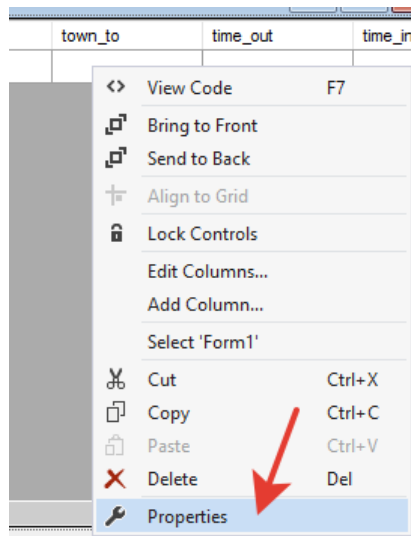 town_to time_out time_in
View Code F7
Bring to Front
Send to Back
Align to Grid
Lock Controls
Edit Columns...
Add Column...
Select 'Form1'
Cut Ctrl+X
Copy Ctrl+C
Paste Ctrl+V
Delete Del
Properties